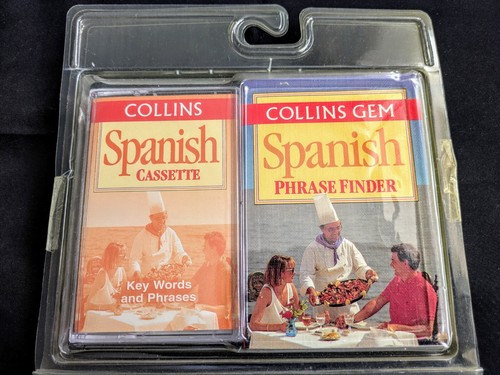 COLLINS
Spanish
CASSETTE
Key Words
and Phrases
COLLINS GEM
Spanish
PHRASE FINDER